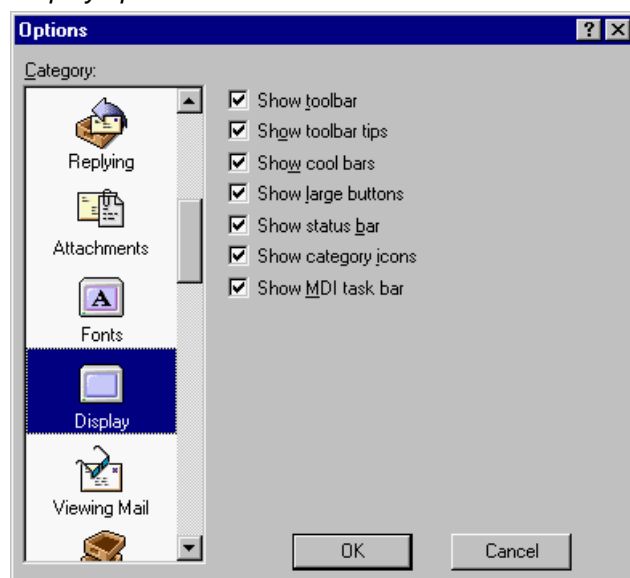 Options
Category:
Replying
Attachments
Fonts
Display
Viewing Mail
Show toolbar
Show toolbar tips
Show cool bars
Show large buttons
Show status bar
Show category icons
Show MDI task bar
OK
Cancel